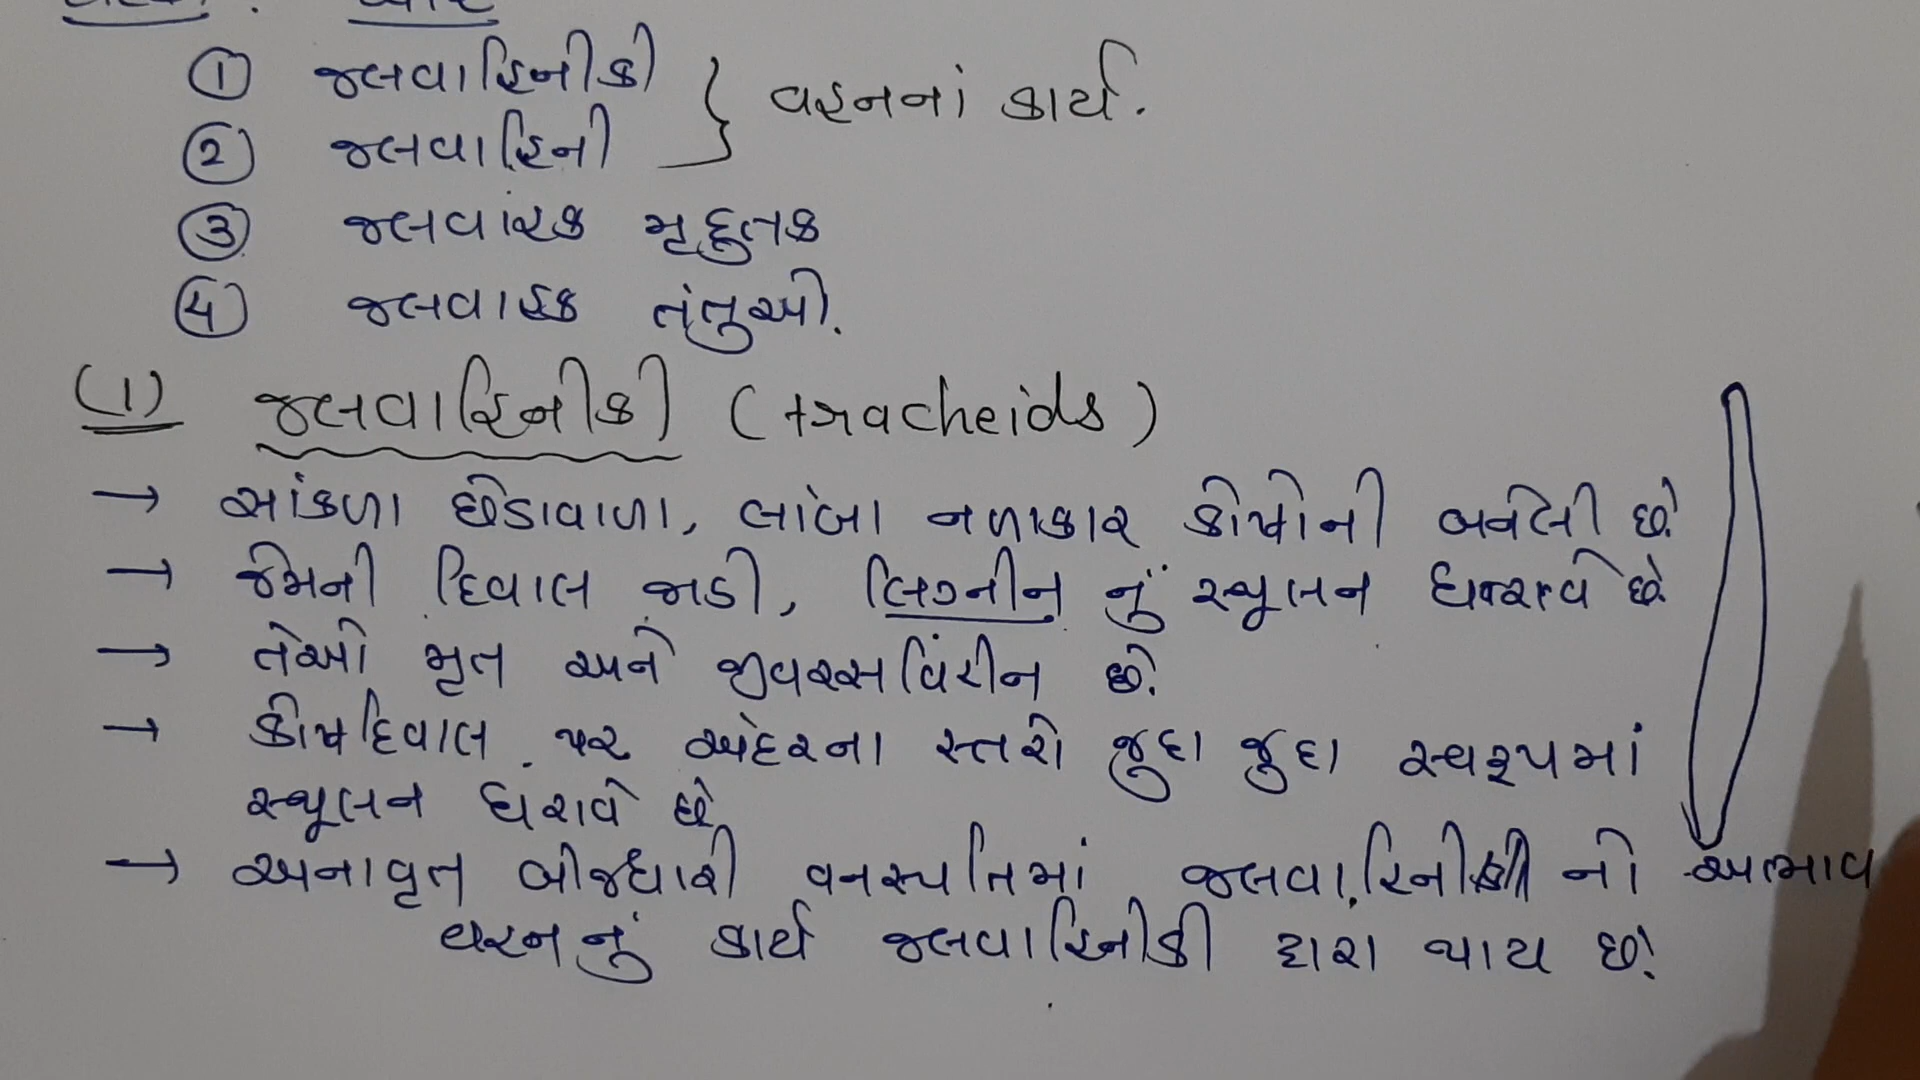 ① જલવાહિનીકી
② જલવાહિની } વહનનાં કાર્ય.
③ જલવાહક મૃદુતક
④ જલવાહક તંતુઓ.
(1) જલવાહિનીકી (tracheids)
→ સાંકળા છેડાવાળા, લાંબા નળાકાર કોષોની બનેલી છે.
→ જેમની દિવાલ જાડી, લિગ્નીન નું સ્થૂલન ધરાવે છે.
→ તેઓ મૃત અને જીવરસવિહીન છે.
→ કોષદિવાલ પર અંદરના સ્તરો જુદા જુદા સ્વરૂપમાં
સ્થૂલન ધરાવે છે
→ અનાવૃત બીજધારી વનસ્પતિમાં જલવાહિની નો અભાવ
વહનનું કાર્ય જલવાહિનીકી દ્વારા થાય છે.